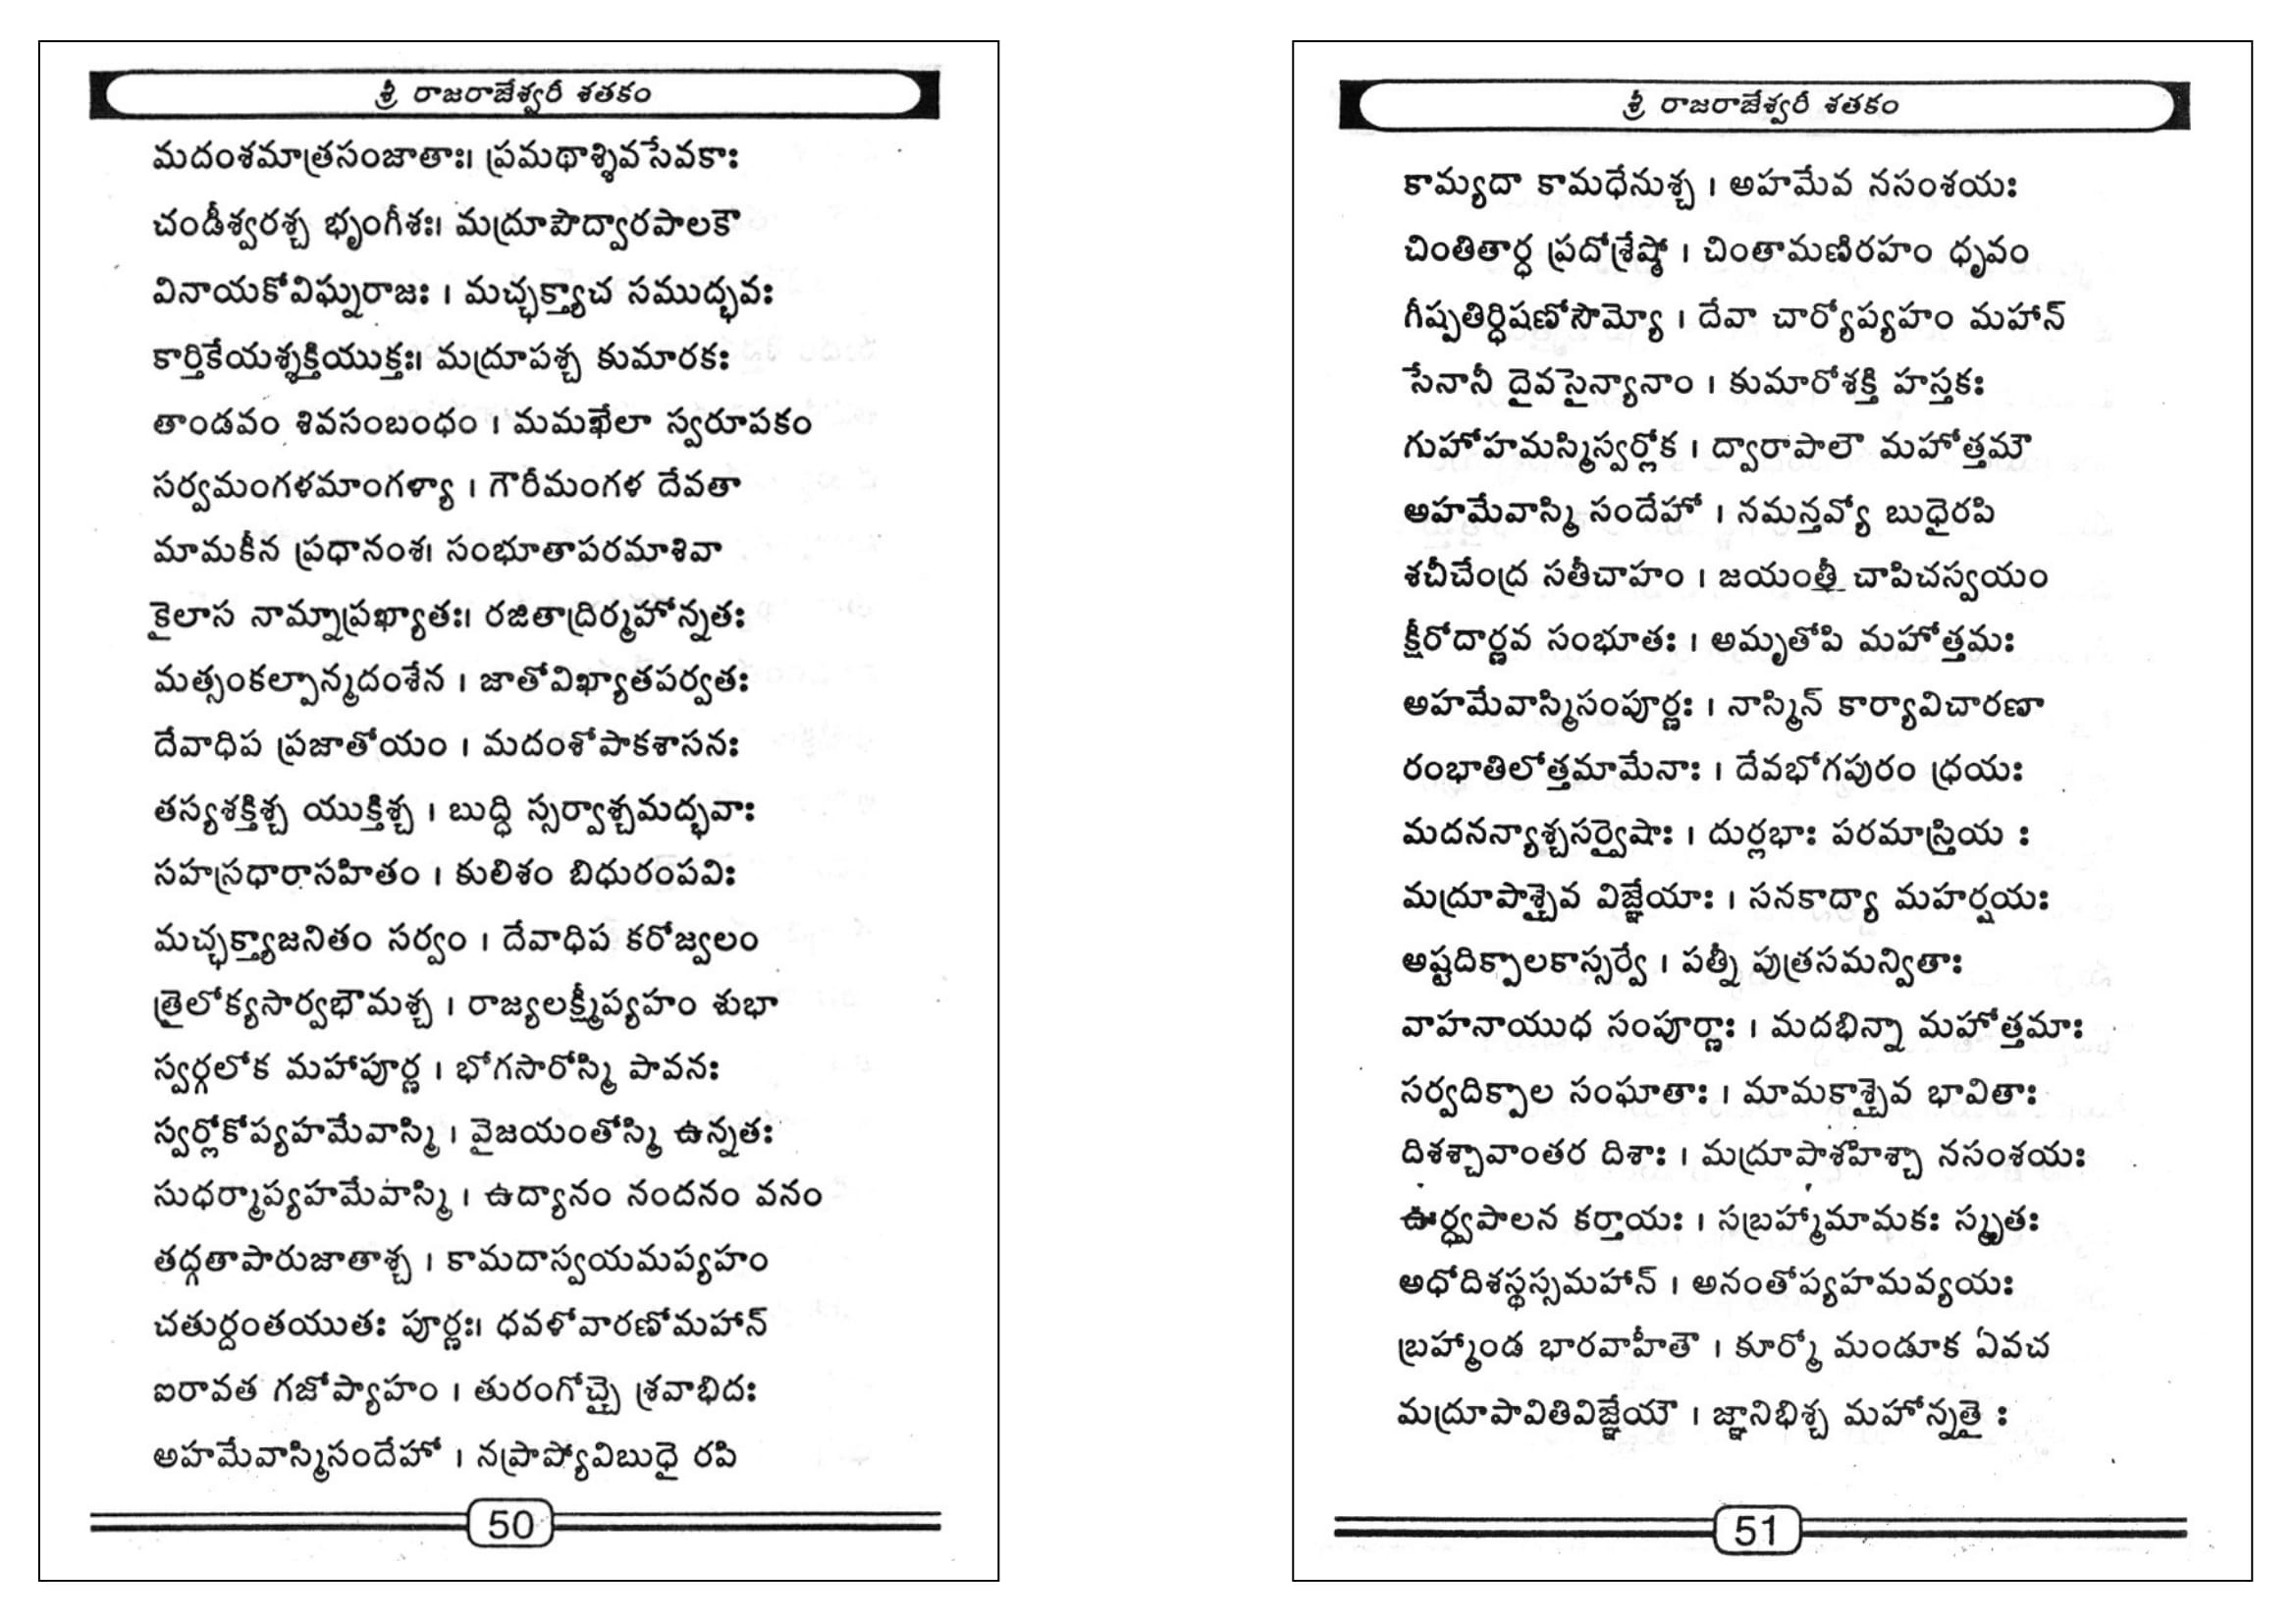 శ్రీ రాజరాజేశ్వరీ శతకం
మదంశమాత్రసంజాతాః। ప్రమథాశ్శివసేవకాః
చండీశ్వరశ్చ భృంగీశః। మద్రూపౌద్వారపాలకౌ
వినాయకోవిఘ్నరాజః । మచ్ఛక్త్యాచ సముద్భవః
కార్తికేయశ్శక్తియుక్తః। మద్రూపశ్చ కుమారకః
తాండవం శివసంబంధం । మమఖేలా స్వరూపకం
సర్వమంగళమాంగళ్యా । గౌరీమంగళ దేవతా
మామకీన ప్రధానంశ। సంభూతాపరమాశివా
కైలాస నామ్నాప్రఖ్యాతః। రజితాద్రిర్మహోన్నతః
మత్సంకల్పాన్మదంశేన । జాతోవిఖ్యాతపర్వతః
దేవాధిప ప్రజాతోయం । మదంశోపాకశాసనః
తస్యశక్తిశ్చ యుక్తిశ్చ । బుద్ధి స్సర్వాశ్చమద్భవాః
సహస్రధారాసహితం । కులిశం బిధురంపవిః
మచ్ఛక్త్యాజనితం సర్వం । దేవాధిప కరోజ్వలం
త్రైలోక్యసార్వభౌమశ్చ । రాజ్యలక్ష్మీప్యహం శుభా
స్వర్గలోక మహాపూర్ణ । భోగసారోస్మి పావనః
స్వర్లోకోప్యహమేవాస్మి । వైజయంతోస్మి ఉన్నతః
సుధర్మాప్యహమేవాస్మి । ఉద్యానం నందనం వనం
తద్గతాపారుజాతాశ్చ । కామదాస్వయమప్యహం
చతుర్దంతయుతః పూర్ణః। ధవళోవారణోమహాన్
ఐరావత గజోప్యాహం । తురంగోచ్చై శ్రవాభిదః
అహమేవాస్మిసందేహో । నప్రాప్యోవిబుధై రపి
50
శ్రీ రాజరాజేశ్వరీ శతకం
కామ్యదా కామధేనుశ్చ । అహమేవ నసంశయః
చింతితార్ధ ప్రదోశ్రేష్ఠో । చింతామణిరహం ధృవం
గీష్పతిర్ధిషణోసౌమ్యో । దేవా చార్యోప్యహం మహాన్
సేనానీ దైవసైన్యానాం । కుమారోశక్తి హస్తకః
గుహోహమస్మిస్వర్లోక । ద్వారాపాలౌ మహోత్తమౌ
అహమేవాస్మి సందేహో । నమన్తవ్యో బుధైరపి
శచీచేంద్ర సతీచాహం । జయంతీ చాపిచస్వయం
క్షీరోదార్ణవ సంభూతః । అమృతోపి మహోత్తమః
అహమేవాస్మిసంపూర్ణః । నాస్మిన్ కార్యావిచారణా
రంభాతిలోత్తమామేనాః । దేవభోగపురం ధ్రయః
మదనన్యాశ్చసర్వైషాః । దుర్లభాః పరమాస్త్రియ ః
మద్రూపాశ్చైవ విజ్ఞేయాః । సనకాద్యా మహర్షయః
అష్టదిక్పాలకాస్సర్వే । పత్నీ పుత్రసమన్వితాః
వాహనాయుధ సంపూర్ణాః । మదభిన్నా మహోత్తమాః
సర్వదిక్పాల సంఘాతాః । మామకాశ్చైవ భావితాః
దిశశ్చావాంతర దిశాః । మద్రూపాశహిశ్చా నసంశయః
ఊర్ధ్వపాలన కర్తాయః । సబ్రహ్మామామకః స్మృతః
అధోదిశస్థస్సమహాన్ । అనంతోప్యహమవ్యయః
బ్రహ్మాండ భారవాహీతౌ । కూర్మో మండూక ఏవచ
మద్రూపావితివిజ్ఞేయౌ । జ్ఞానిభిశ్చ మహోన్నతై ః
51